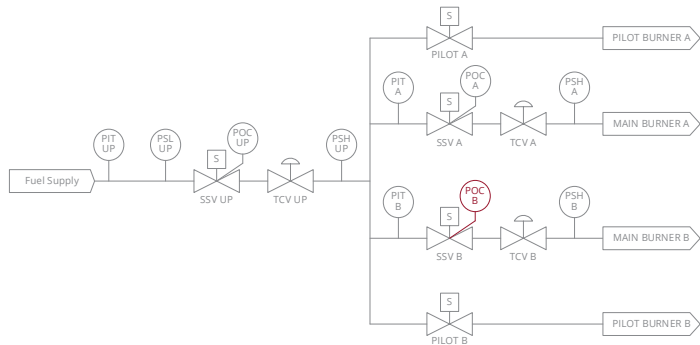 S
PILOT A
PILOT BURNER A
PIT
A
POC
A
S
SSV A
TCV A
PSH
A
MAIN BURNER A
PIT
UP
PSL
UP
POC
UP
S
SSV UP
TCV UP
PSH
UP
Fuel Supply
PIT
B
POC
B
S
SSV B
TCV B
PSH
B
MAIN BURNER B
S
PILOT B
PILOT BURNER B